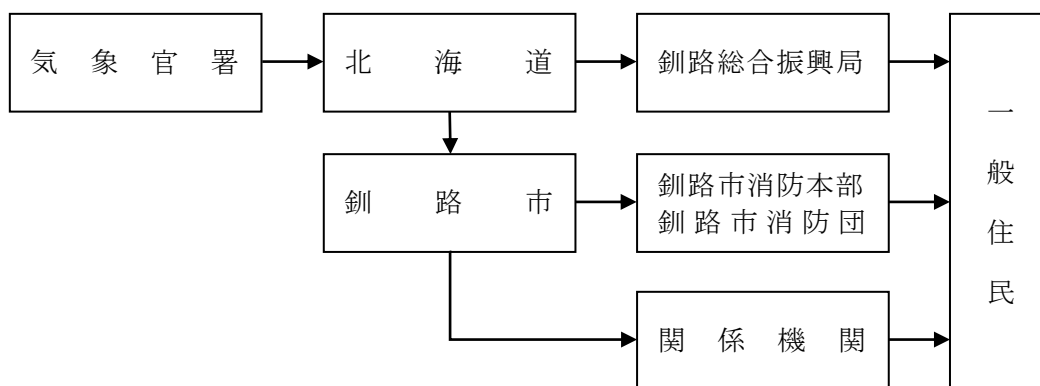 気象官署
北海道
釧路総合振興局
一般住民
釧路市
釧路市消防本部
釧路市消防団
関係機関